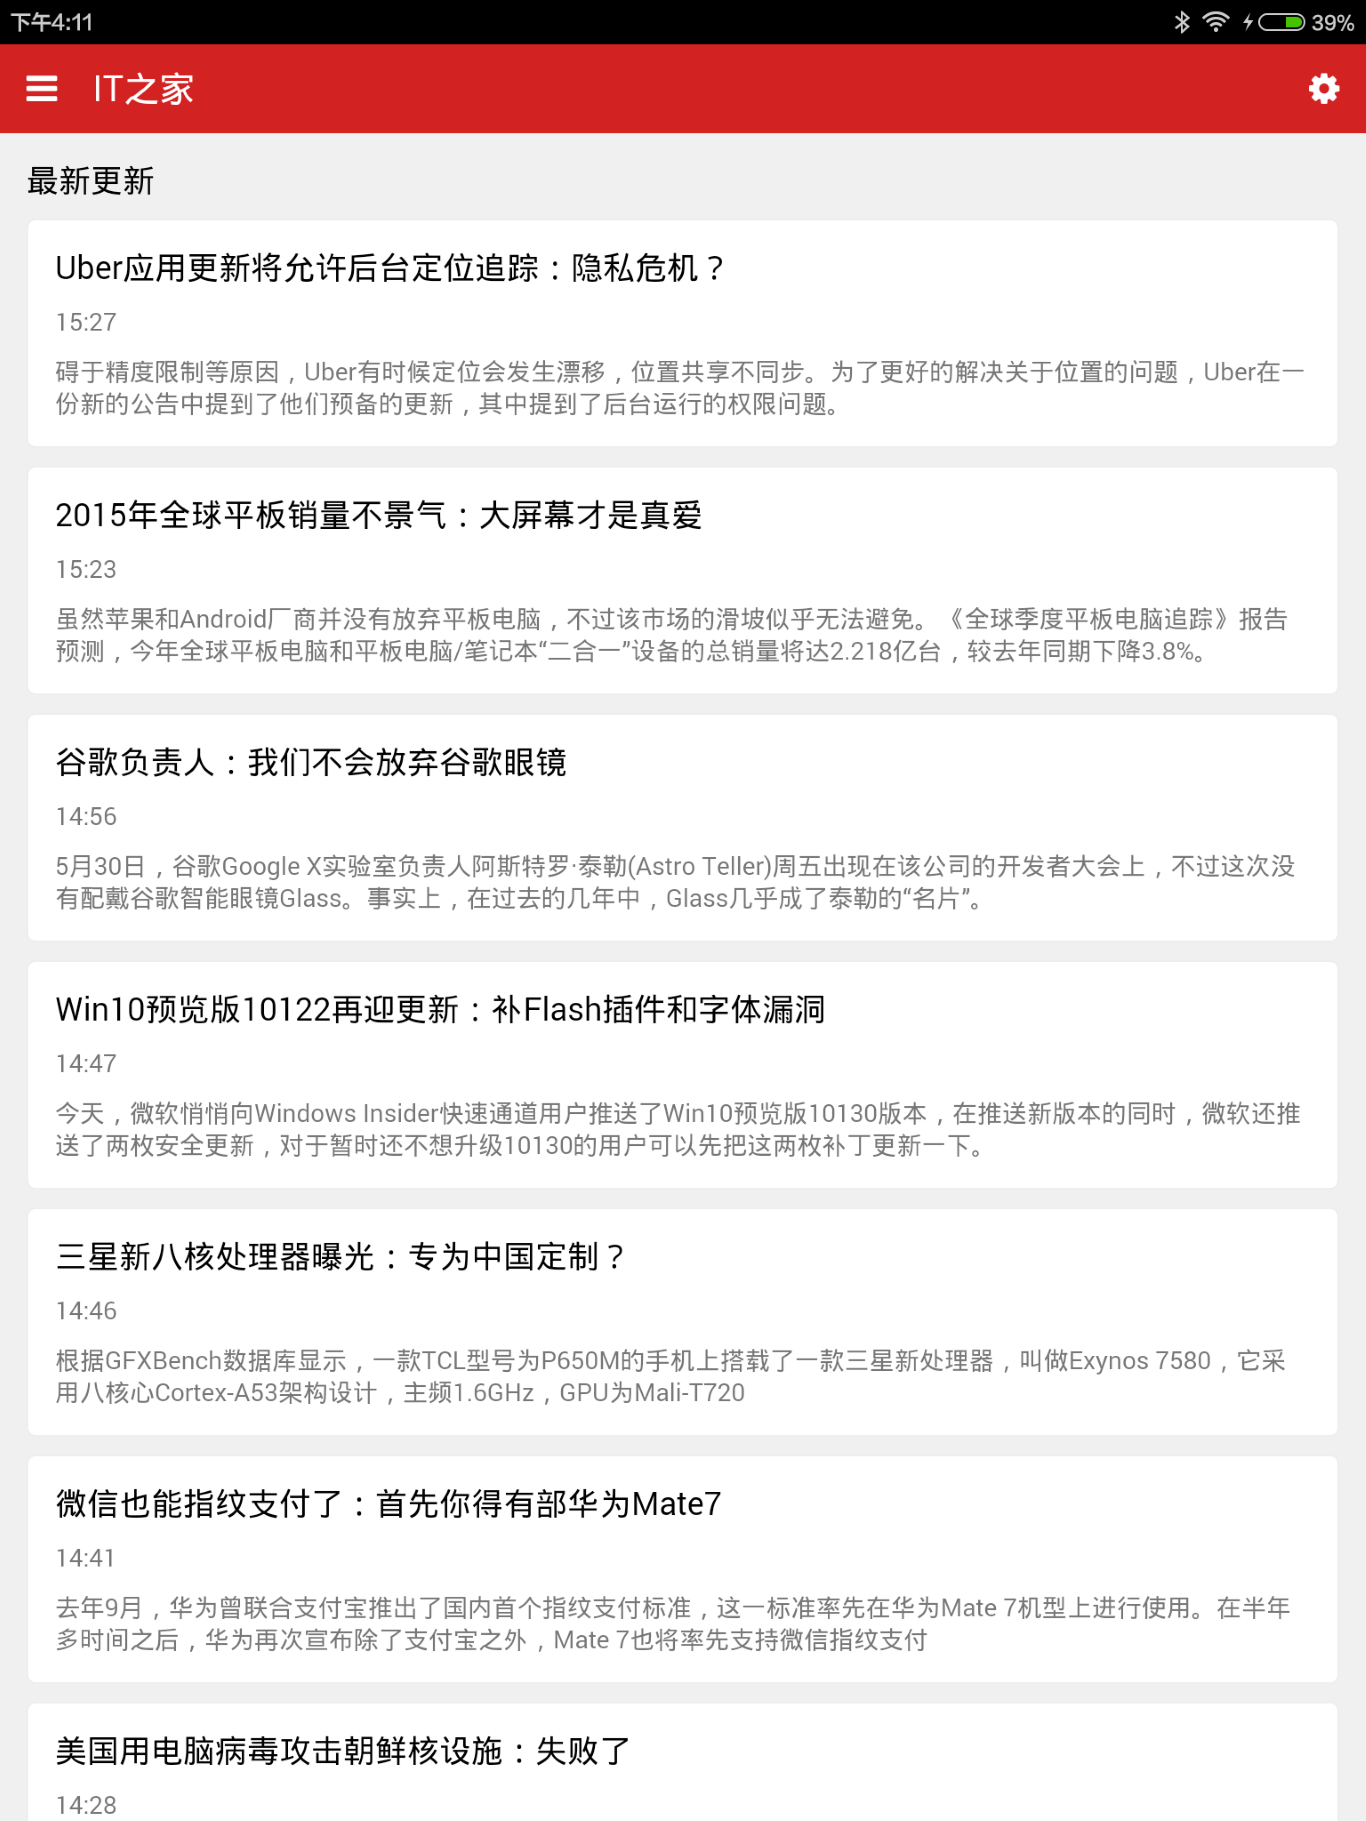 下午4:11
39%
IT之家
最新更新
Uber应用更新将允许后台定位追踪：隐私危机？
15:27
碍于精度限制等原因，Uber有时候定位会发生漂移，位置共享不同步。为了更好的解决关于位置的问题，Uber在一
份新的公告中提到了他们预备的更新，其中提到了后台运行的权限问题。
2015年全球平板销量不景气：大屏幕才是真爱
15:23
虽然苹果和Android厂商并没有放弃平板电脑，不过该市场的滑坡似乎无法避免。《全球季度平板电脑追踪》报告
预测，今年全球平板电脑和平板电脑/笔记本“二合一”设备的总销量将达2.218亿台，较去年同期下降3.8%。
谷歌负责人：我们不会放弃谷歌眼镜
14:56
5月30日，谷歌Google X实验室负责人阿斯特罗·泰勒(Astro Teller)周五出现在该公司的开发者大会上，不过这次没
有配戴谷歌智能眼镜Glass。事实上，在过去的几年中，Glass几乎成了泰勒的“名片”。
Win10预览版10122再迎更新：补Flash插件和字体漏洞
14:47
今天，微软悄悄向Windows Insider快速通道用户推送了Win10预览版10130版本，在推送新版本的同时，微软还推
送了两枚安全更新，对于暂时还不想升级10130的用户可以先把这两枚补丁更新一下。
三星新八核处理器曝光：专为中国定制？
14:46
根据GFXBench数据库显示，一款TCL型号为P650M的手机上搭载了一款三星新处理器，叫做Exynos 7580，它采
用八核心Cortex-A53架构设计，主频1.6GHz，GPU为Mali-T720
微信也能指纹支付了：首先你得有部华为Mate7
14:41
去年9月，华为曾联合支付宝推出了国内首个指纹支付标准，这一标准率先在华为Mate 7机型上进行使用。在半年
多时间之后，华为再次宣布除了支付宝之外，Mate 7也将率先支持微信指纹支付
美国用电脑病毒攻击朝鲜核设施：失败了
14:28